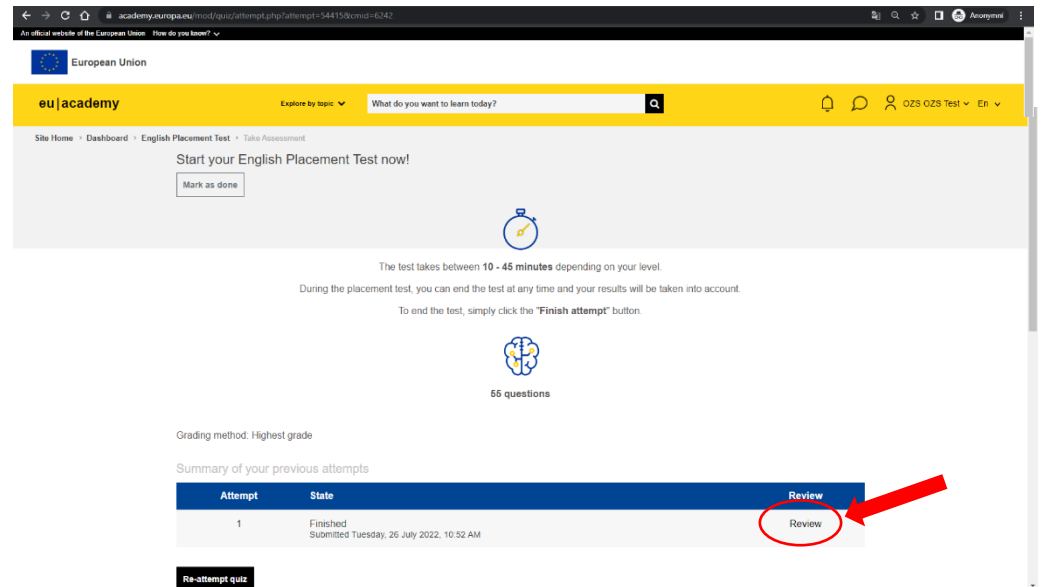 academy.europa.eu/mod/quiz/attempt.php?attempt=54415&cmid=6242
Anonymní
An official website of the European Union How do you know?
European Union
eu|academy
Explore by topic
What do you want to learn today?
OZS OZS Test
En
Site Home › Dashboard › English Placement Test › Take Assessment
Start your English Placement Test now!
Mark as done
The test takes between 10 - 45 minutes depending on your level.
During the placement test, you can end the test at any time and your results will be taken into account.
To end the test, simply click the "Finish attempt" button.
55 questions
Grading method: Highest grade
Summary of your previous attempts
Attempt State Review
1 Finished Review
Submitted Tuesday, 26 July 2022, 10:52 AM
Re-attempt quiz